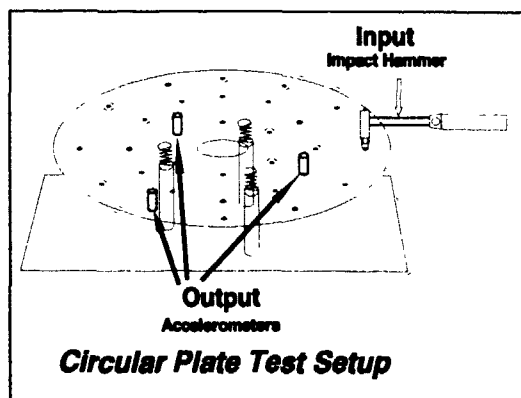 Input
Impact Hammer
Output
Accelerometers
Circular Plate Test Setup